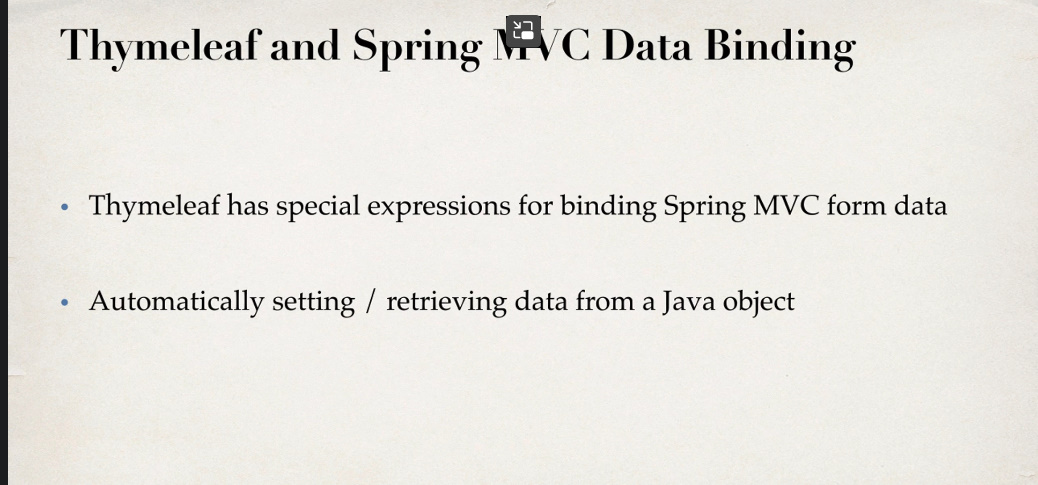 Thymeleaf and Spring MVC Data Binding
• Thymeleaf has special expressions for binding Spring MVC form data
• Automatically setting / retrieving data from a Java object